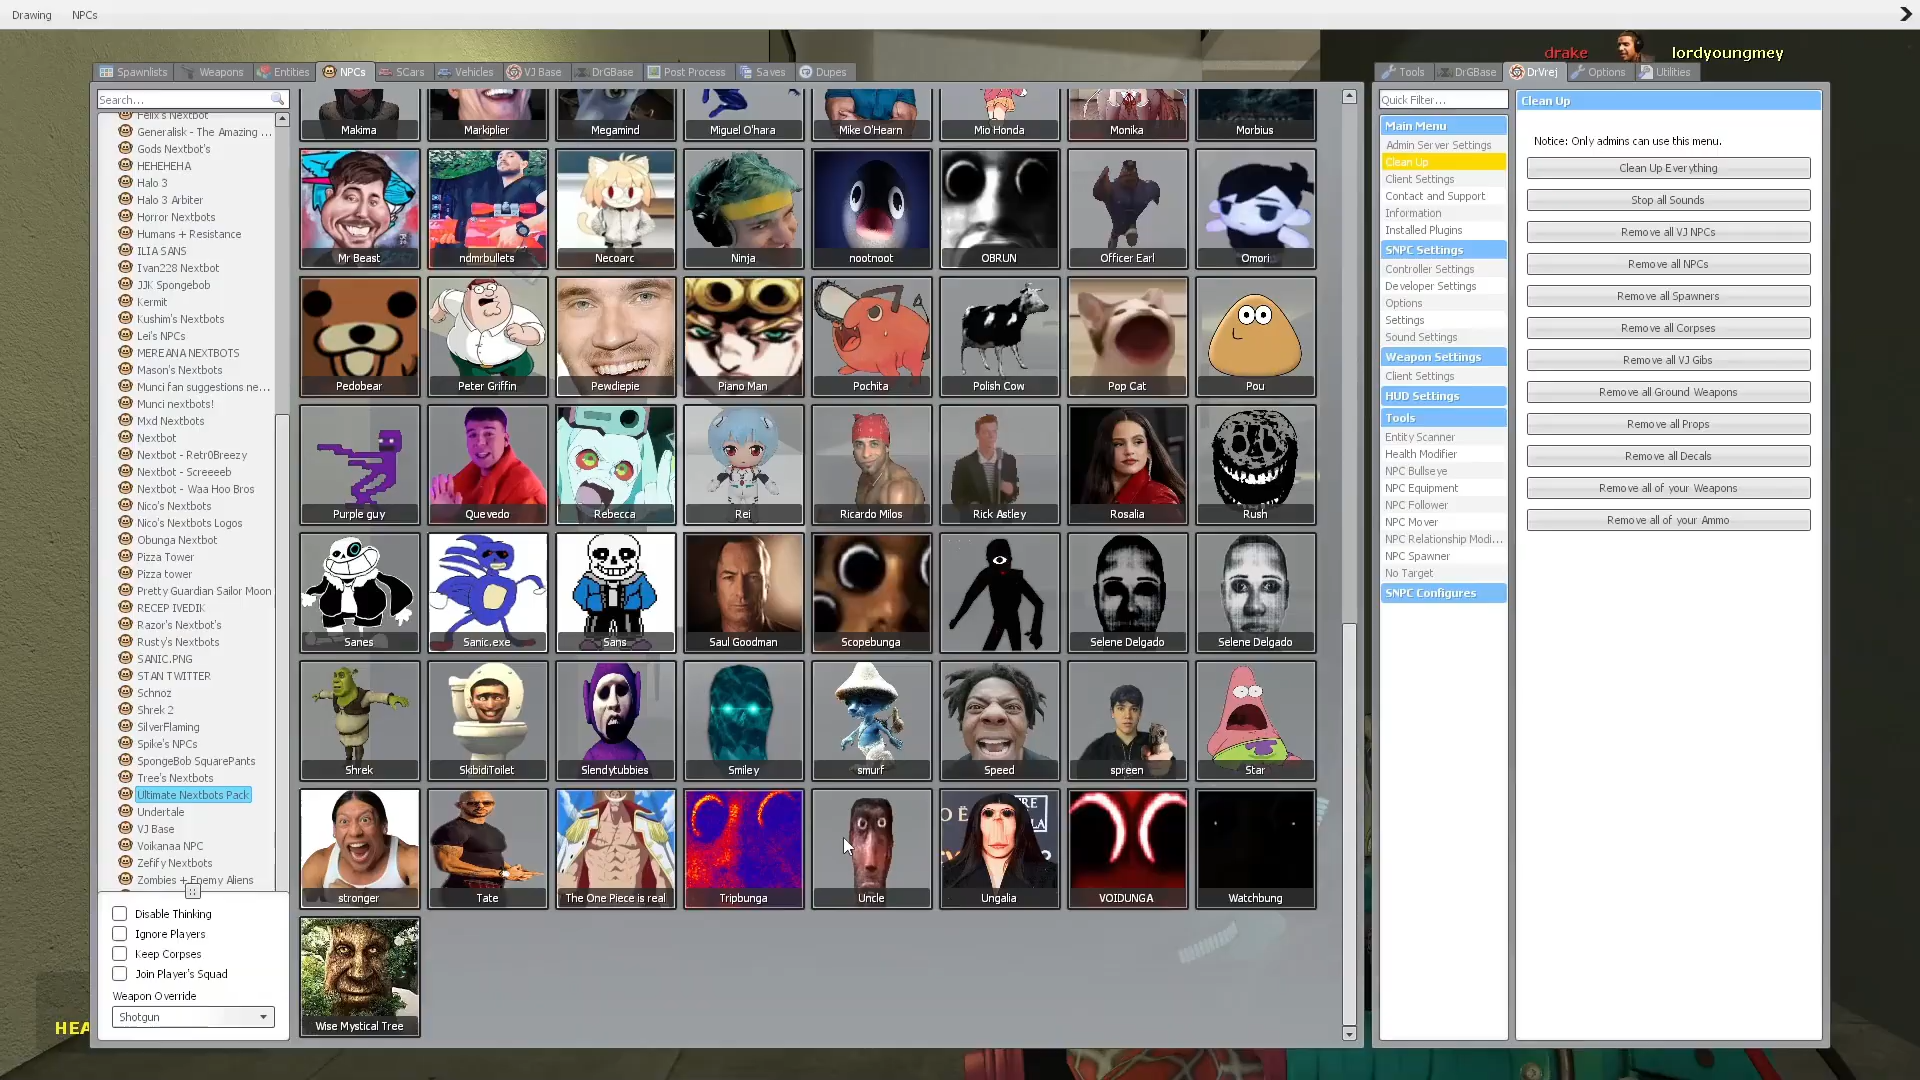 Drawing NPCs
drake lordyoungmey
Spawnlists Weapons Entities NPCs SCars Vehicles VJ Base DrGBase Post Process Saves Dupes
Tools DrGBase DrVrej Options Utilities
Search...
Felix's Nextbot
Generalisk - The Amazing ...
Gods Nextbot's
HEHEHEHA
Halo 3
Halo 3 Arbiter
Horror Nextbots
Humans + Resistance
ILIA SANS
Ivan228 Nextbot
JJK Spongebob
Kermit
Kushim's Nextbots
Lei's NPCs
MEREANA NEXTBOTS
Mason's Nextbots
Munci fan suggestions ne...
Munci nextbots!
Mxd Nextbots
Nextbot
Nextbot - Retr0Breezy
Nextbot - Screeeeb
Nextbot - Waa Hoo Bros
Nico's Nextbots
Nico's Nextbots Logos
Obunga Nextbot
Pizza Tower
Pizza tower
Pretty Guardian Sailor Moon
RECEP IVEDIK
Razor's Nextbot's
Rusty's Nextbots
SANIC.PNG
STAN TWITTER
Schnoz
Shrek 2
SilverFlaming
Spike's NPCs
SpongeBob SquarePants
Tree's Nextbots
Ultimate Nextbots Pack
Undertale
VJ Base
Voikanaa NPC
Zefify Nextbots
Zombies + Enemy Aliens
Disable Thinking
Ignore Players
Keep Corpses
Join Player's Squad
Weapon Override
Shotgun
HEA
Makima Markiplier Megamind Miguel O'hara Mike O'Hearn Mio Honda Monika Morbius
Mr Beast ndmrbullets Necoarc Ninja nootnoot OBRUN Officer Earl Omori
Pedobear Peter Griffin Pewdiepie Piano Man Pochita Polish Cow Pop Cat Pou
Purple guy Quevedo Rebecca Rei Ricardo Milos Rick Astley Rosalia Rush
Sanes Sanic.exe Sans Saul Goodman Scopebunga Selene Delgado Selene Delgado
Shrek SkibidiToilet Slendytubbies Smiley smurf Speed spreen Star
stronger Tate The One Piece is real Tripbunga Uncle Ungalia VOIDUNGA Watchbung
Wise Mystical Tree
Quick Filter...
Main Menu
Admin Server Settings
Clean Up
Client Settings
Contact and Support
Information
Installed Plugins
SNPC Settings
Controller Settings
Developer Settings
Options
Settings
Sound Settings
Weapon Settings
Client Settings
HUD Settings
Tools
Entity Scanner
Health Modifier
NPC Bullseye
NPC Equipment
NPC Follower
NPC Mover
NPC Relationship Modi...
NPC Spawner
No Target
SNPC Configures
Clean Up
Notice: Only admins can use this menu.
Clean Up Everything
Stop all Sounds
Remove all VJ NPCs
Remove all NPCs
Remove all Spawners
Remove all Corpses
Remove all VJ Gibs
Remove all Ground Weapons
Remove all Props
Remove all Decals
Remove all of your Weapons
Remove all of your Ammo